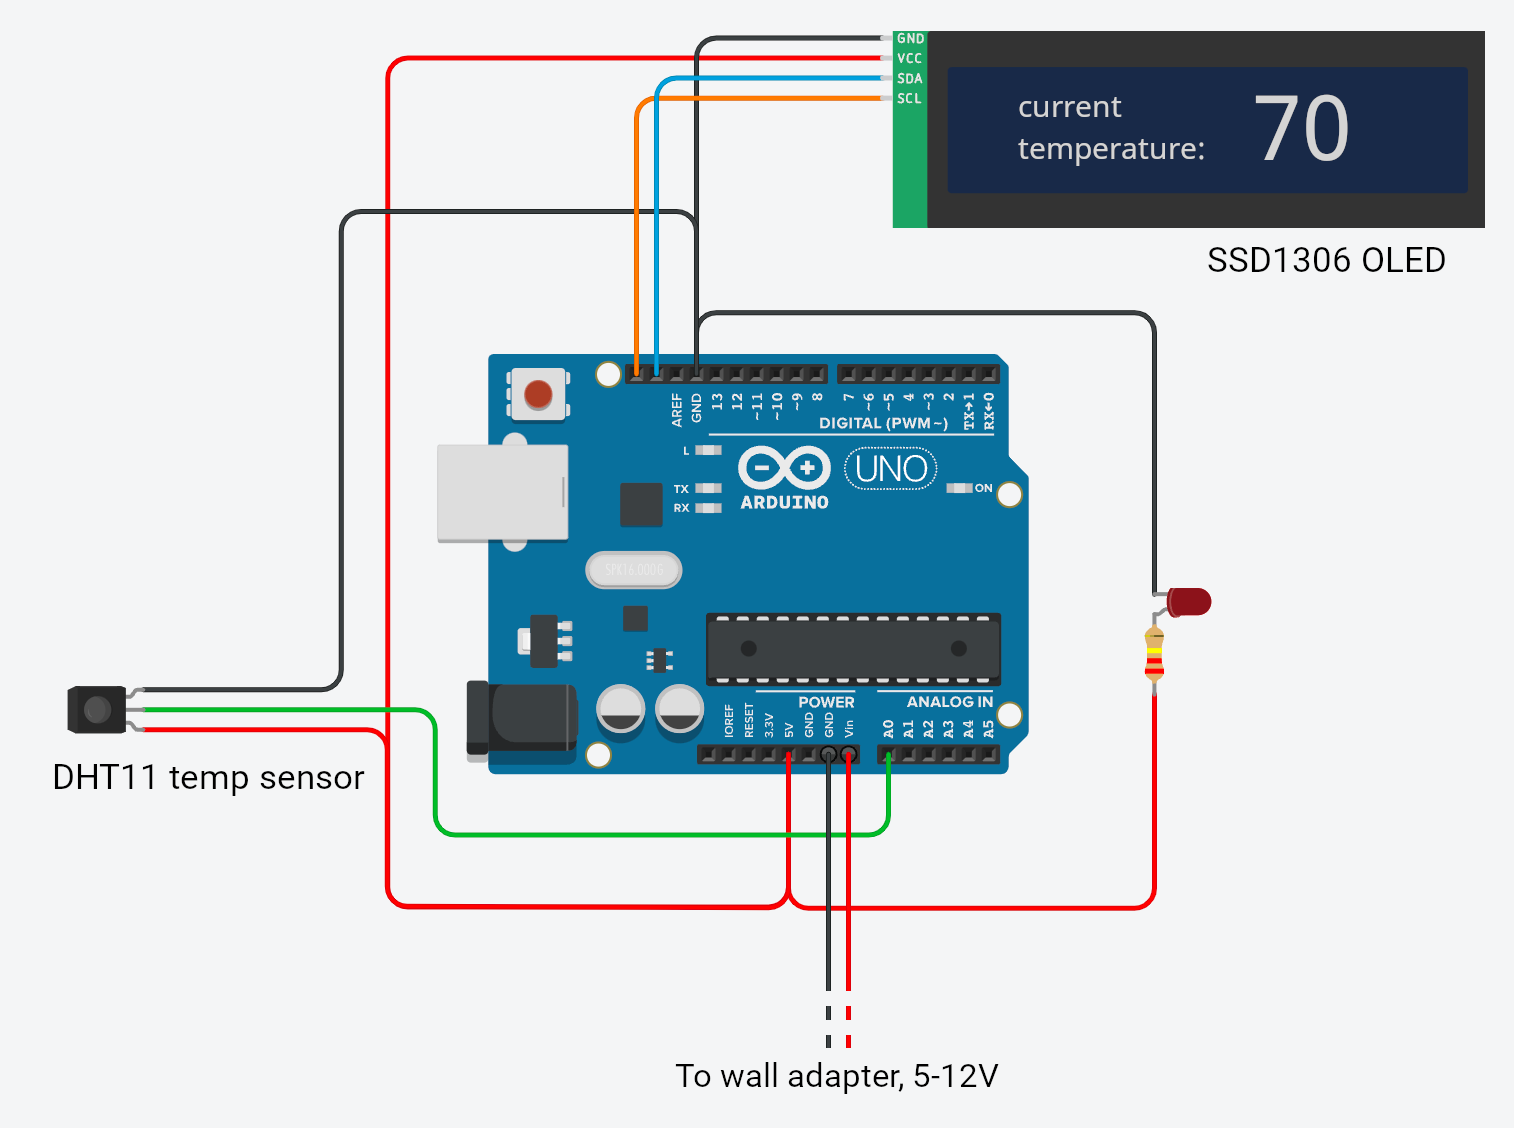 GND
VCC
SDA
SCL
current
temperature:
70
SSD1306 OLED
AREF
GND
13
12
~11
~10
~9
8
7
~6
~5
4
~3
2
TX→1
RX←0
DIGITAL (PWM~)
L
TX
RX
ARDUINO
UNO
ON
SPK16.000G
DHT11 temp sensor
POWER
ANALOG IN
IOREF
RESET
3.3V
5V
GND
GND
Vin
A0
A1
A2
A3
A4
A5
To wall adapter, 5-12V